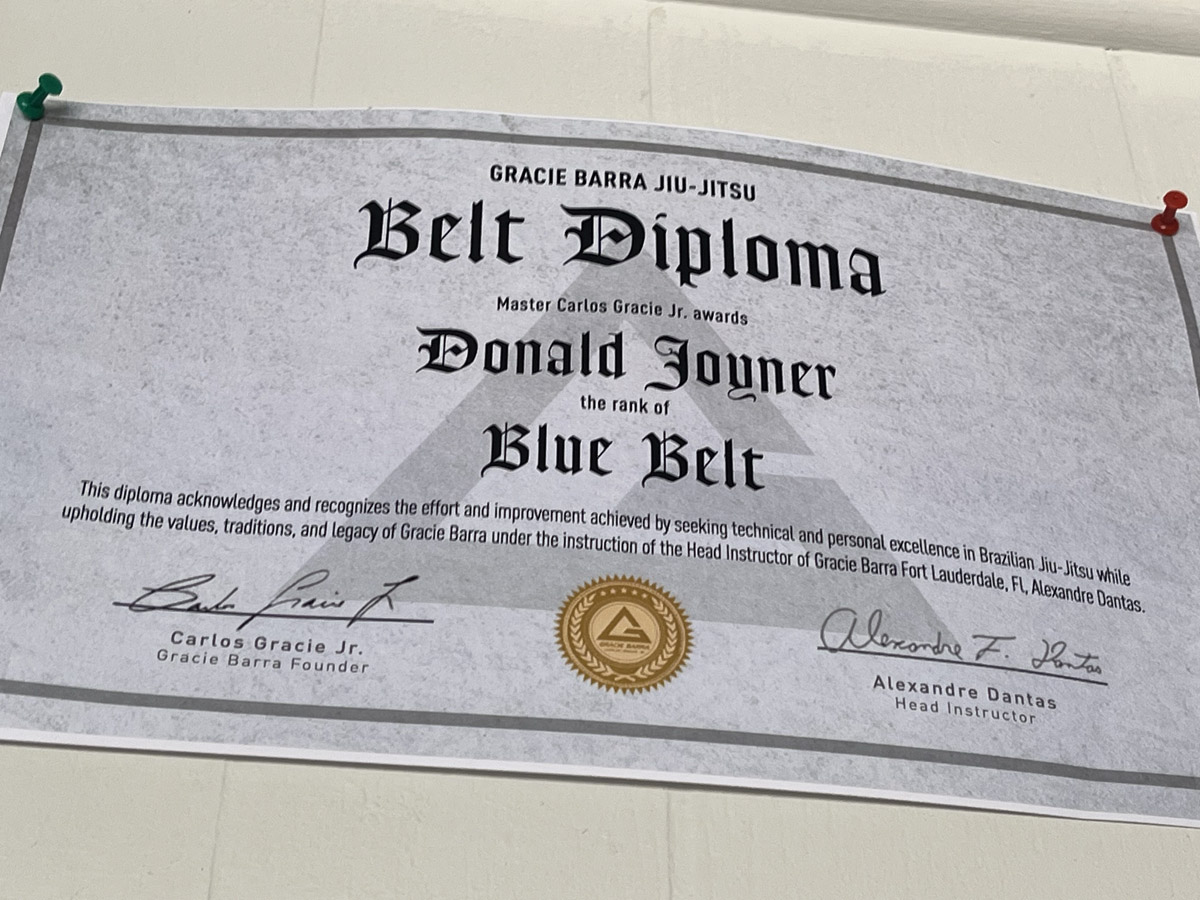 GRACIE BARRA JIU-JITSU
Belt Diploma
Master Carlos Gracie Jr. awards
Donald Joyner
the rank of
Blue Belt
This diploma acknowledges and recognizes the effort and improvement achieved by seeking technical and personal excellence in Brazilian Jiu-Jitsu while
upholding the values, traditions, and legacy of Gracie Barra under the instruction of the Head Instructor of Gracie Barra Fort Lauderdale, FL, Alexandre Dantas.
Alexandre F. Dantas
Carlos Gracie Jr.
Gracie Barra Founder
GRACIE BARRA
Alexandre Dantas
Head Instructor